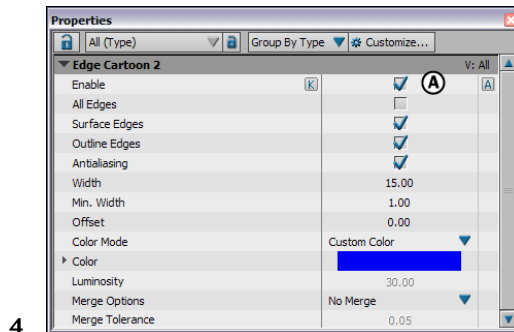 Properties
All (Type) Group By Type Customize...
Edge Cartoon 2 V: All
Enable K A A
All Edges
Surface Edges
Outline Edges
Antialiasing
Width 15.00
Min. Width 1.00
Offset 0.00
Color Mode Custom Color
Color
Luminosity 30.00
Merge Options No Merge
Merge Tolerance 0.05
4